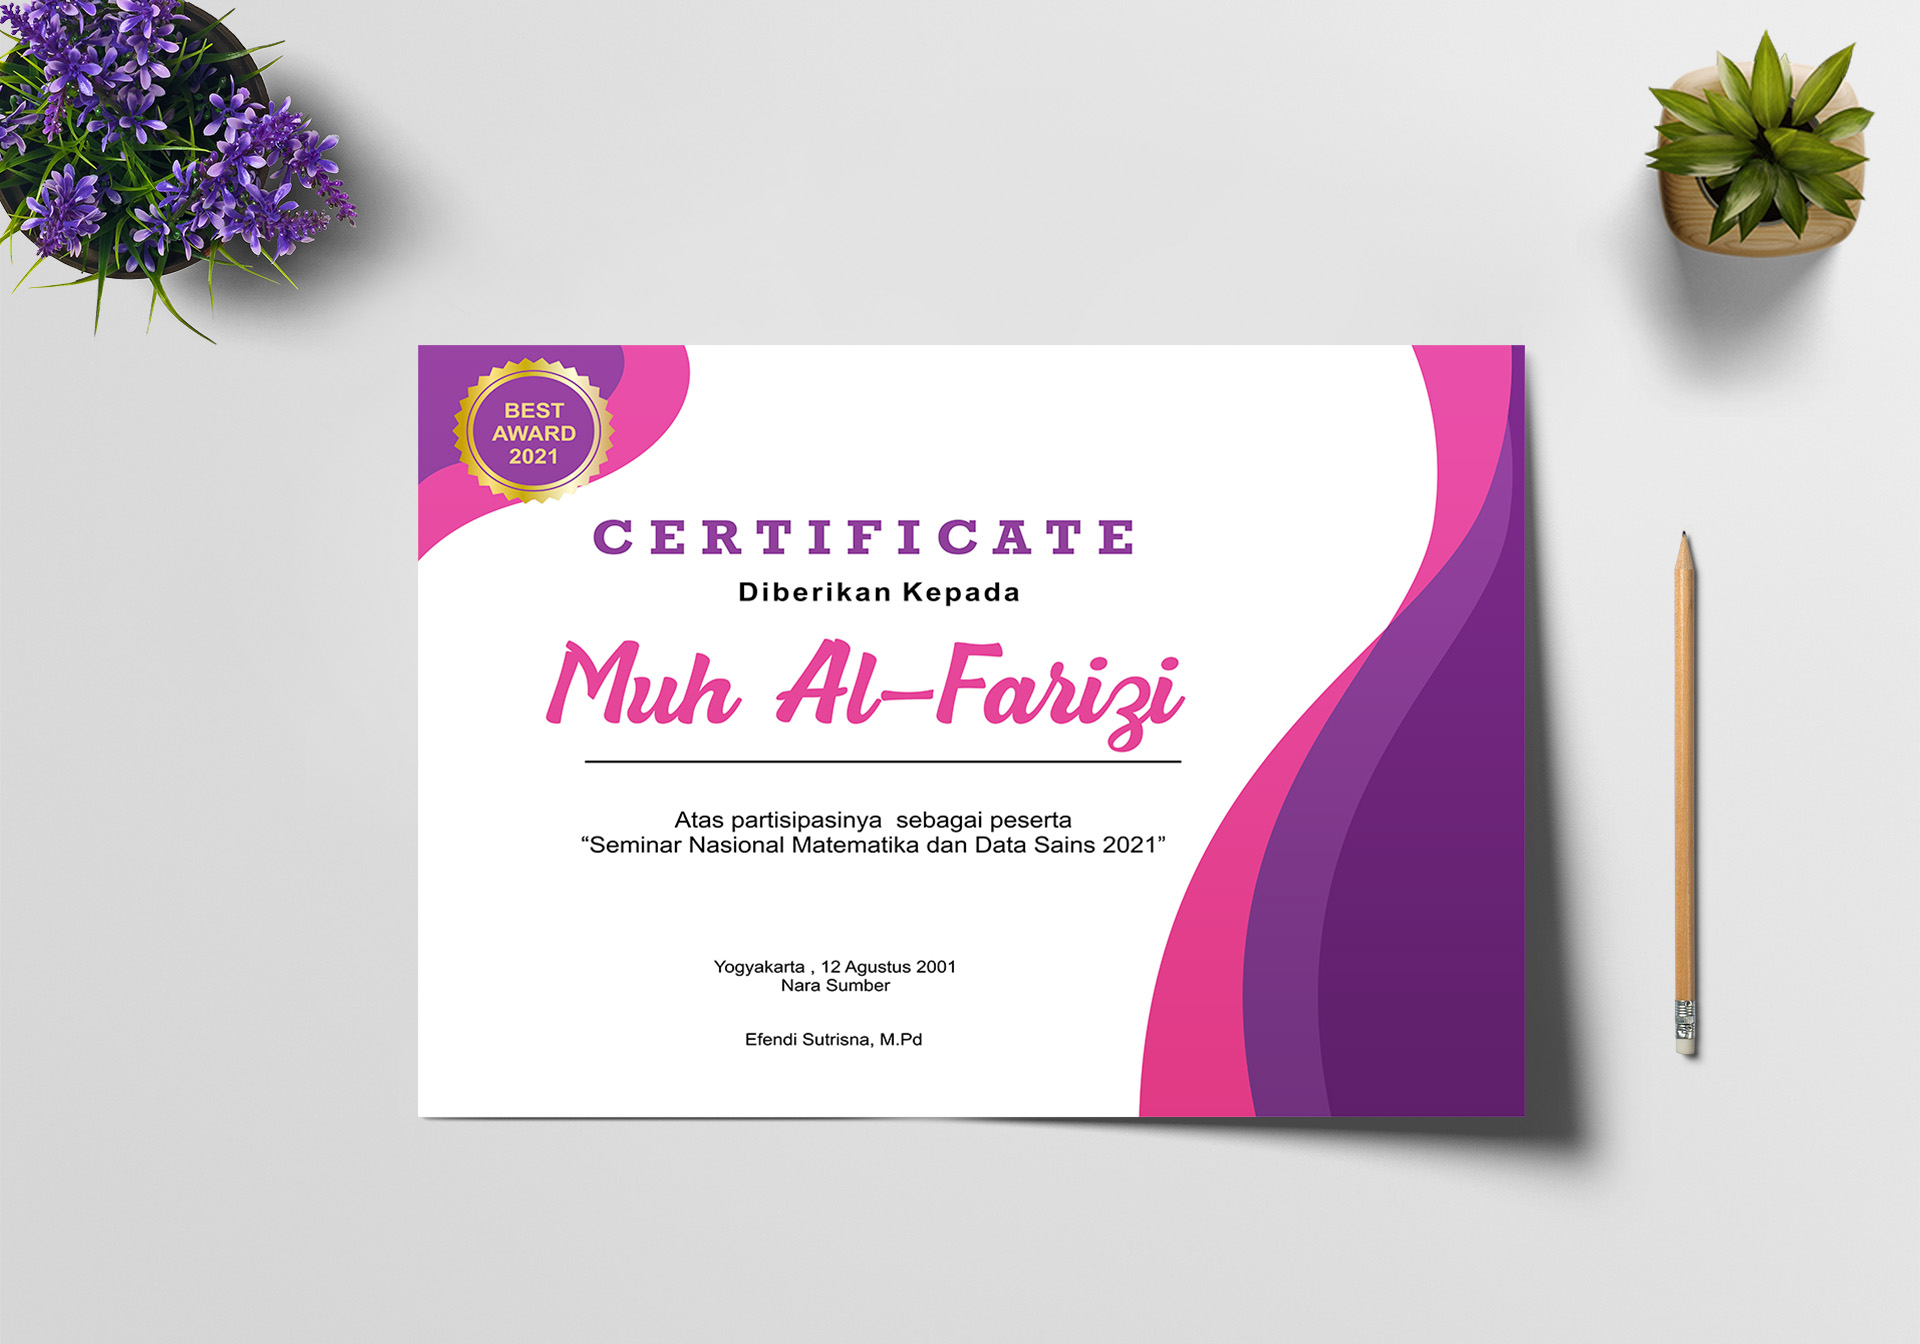 BEST
AWARD
2021
CERTIFICATE
Diberikan Kepada
Muh Al-Farizi
Atas partisipasinya sebagai peserta
“Seminar Nasional Matematika dan Data Sains 2021”
Yogyakarta , 12 Agustus 2001
Nara Sumber
Efendi Sutrisna, M.Pd